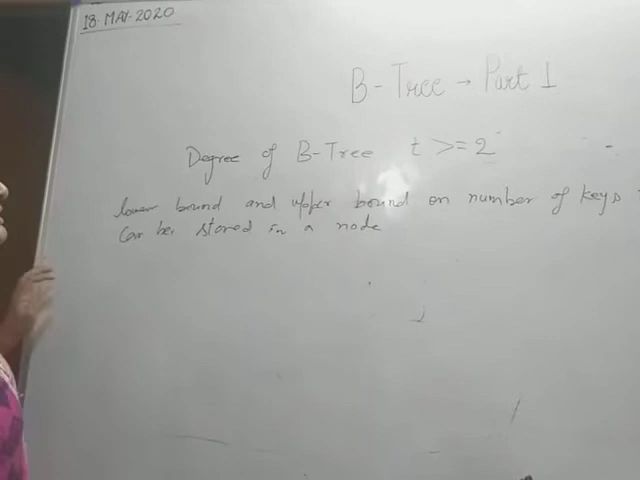 18-MAY-2020
B-Tree → Part 1
Degree of B-Tree t >= 2
lower bound and upper bound on number of keys
Can be stored in a node